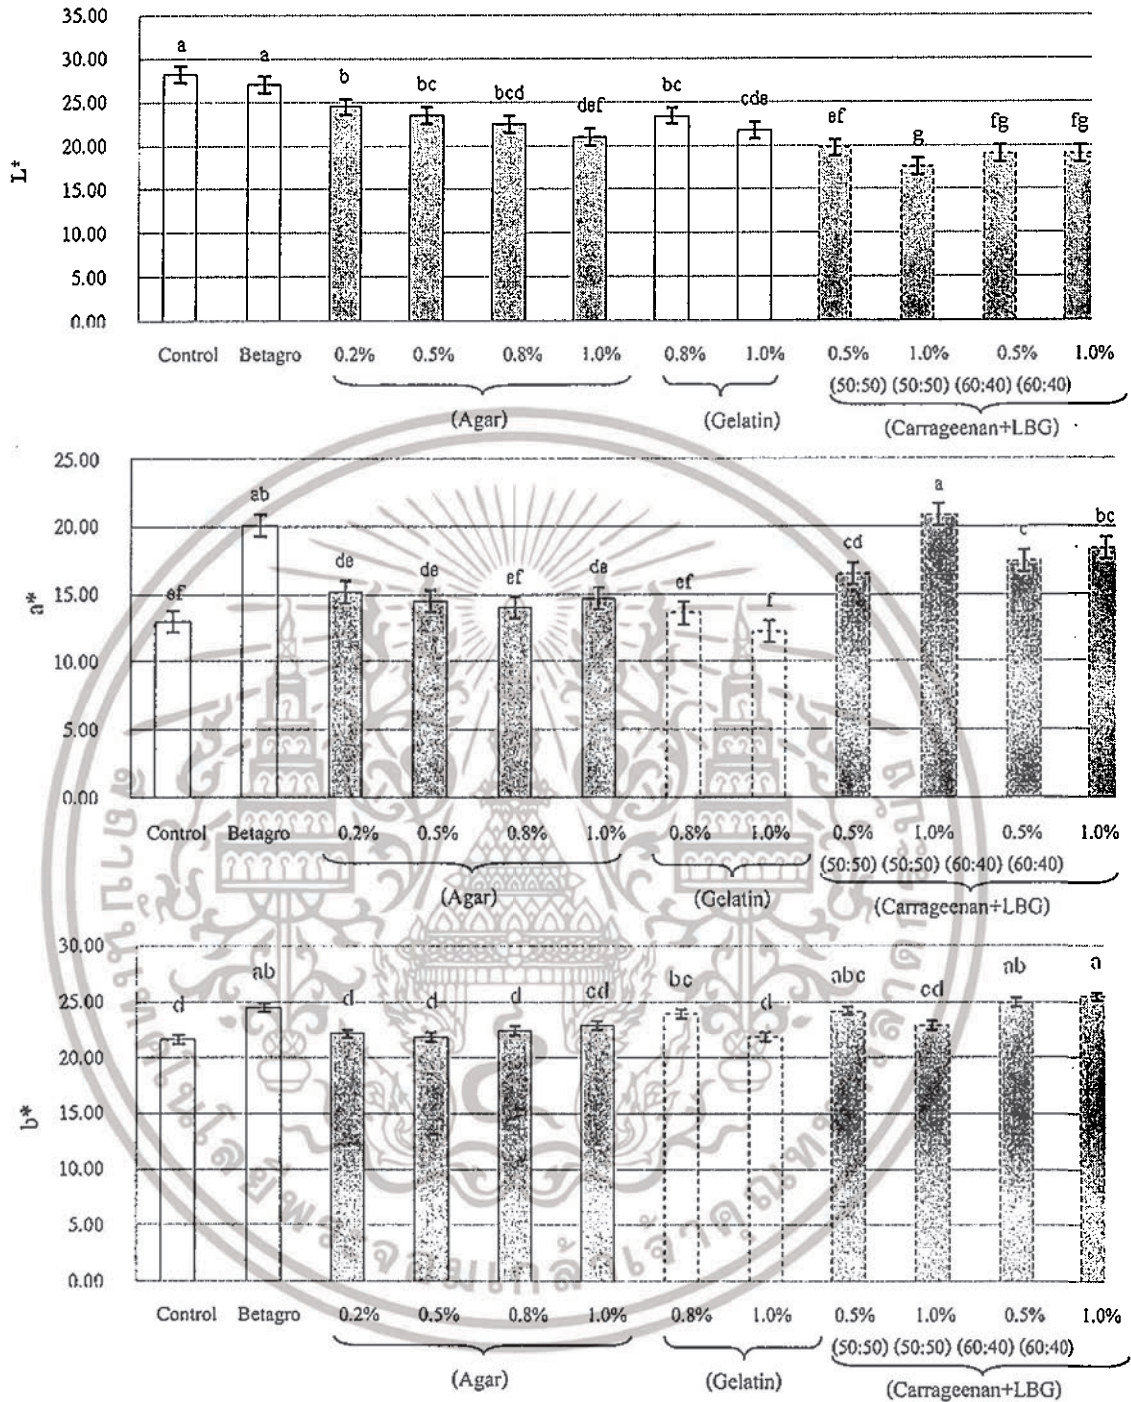 35.00
30.00
25.00
20.00
15.00
10.00
5.00
0.00
L*
a a b bc bcd def bc cde ef g fg fg
Control Betagro 0.2% 0.5% 0.8% 1.0% 0.8% 1.0% 0.5% 1.0% 0.5% 1.0%
(50:50) (50:50) (60:40) (60:40)
(Agar) (Gelatin) (Carrageenan+LBG)
25.00
20.00
15.00
10.00
5.00
0.00
a*
ef ab de de ef de ef f cd a c bc
Control Betagro 0.2% 0.5% 0.8% 1.0% 0.8% 1.0% 0.5% 1.0% 0.5% 1.0%
(50:50) (50:50) (60:40) (60:40)
(Agar) (Gelatin) (Carrageenan+LBG)
30.00
25.00
20.00
15.00
10.00
5.00
0.00
b*
d ab d d d cd bc d abc cd ab a
Control Betagro 0.2% 0.5% 0.8% 1.0% 0.8% 1.0% 0.5% 1.0% 0.5% 1.0%
(50:50) (50:50) (60:40) (60:40)
(Agar) (Gelatin) (Carrageenan+LBG)